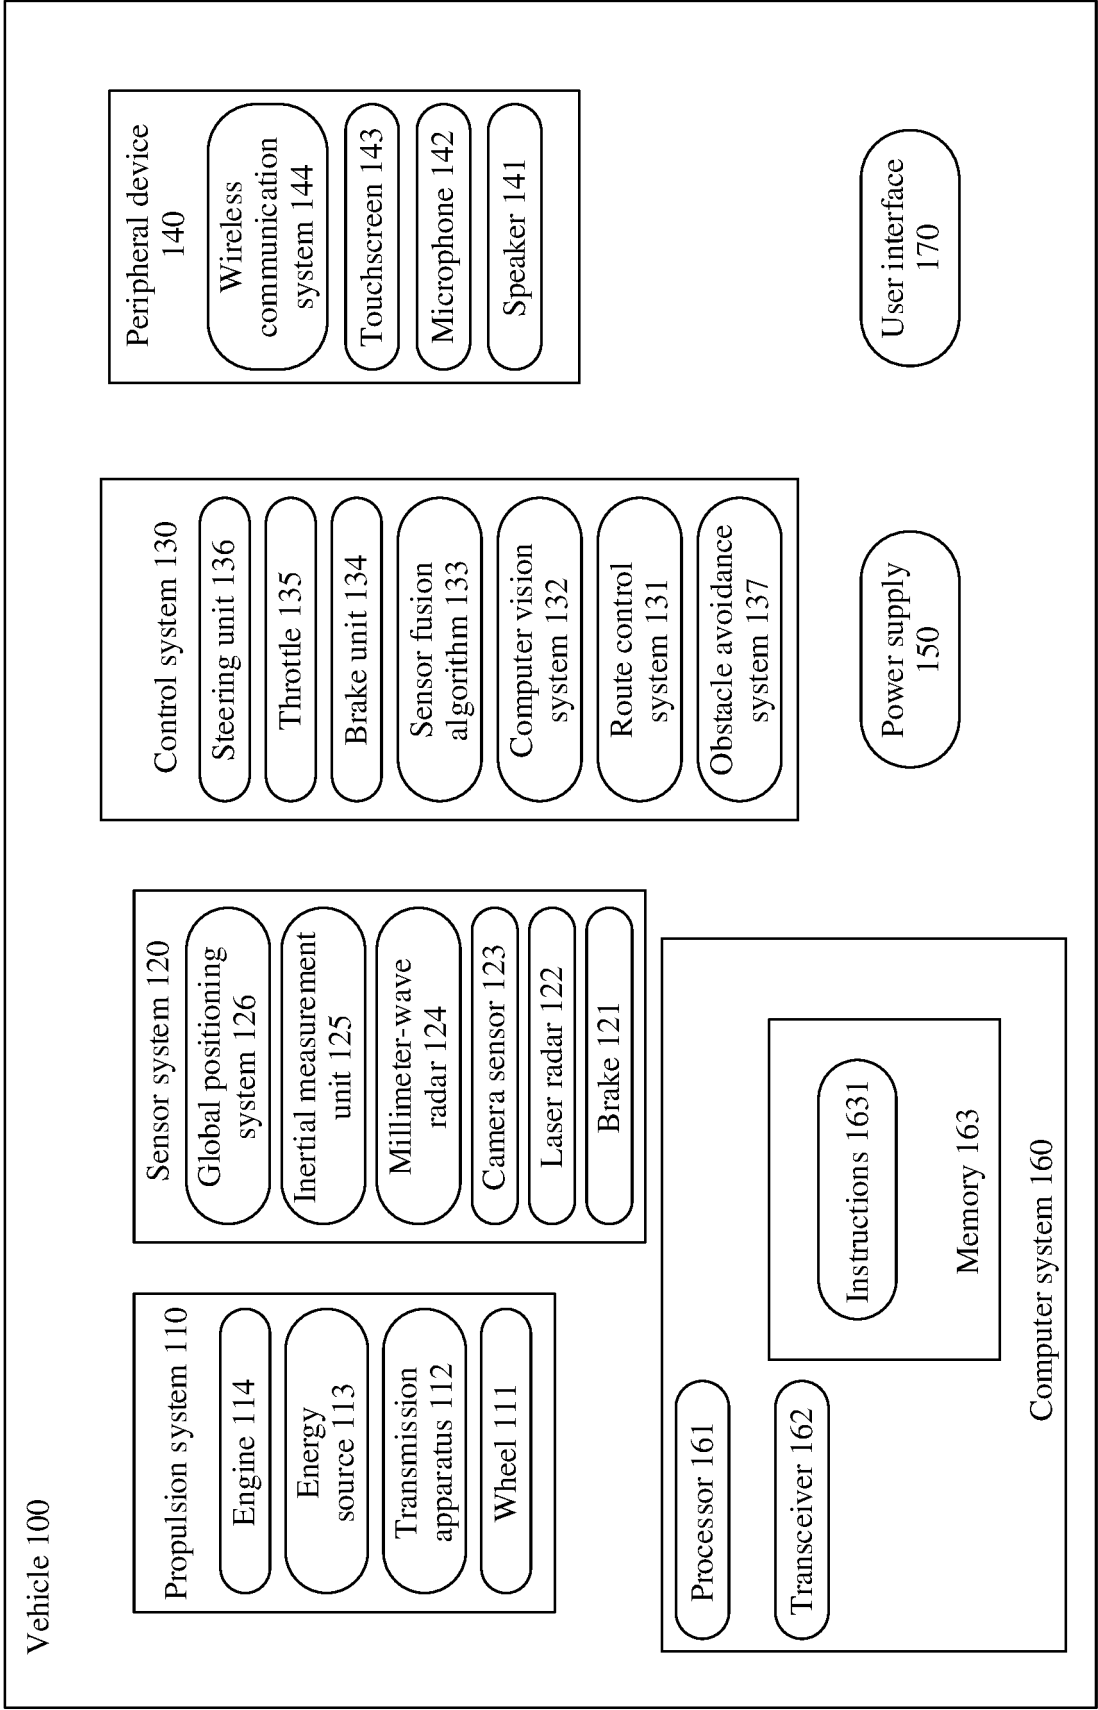 Vehicle 100
Propulsion system 110
Engine 114
Energy
source 113
Transmission
apparatus 112
Wheel 111
Sensor system 120
Global positioning
system 126
Inertial measurement
unit 125
Millimeter-wave
radar 124
Camera sensor 123
Laser radar 122
Brake 121
Control system 130
Steering unit 136
Throttle 135
Brake unit 134
Sensor fusion
algorithm 133
Computer vision
system 132
Route control
system 131
Obstacle avoidance
system 137
Peripheral device
140
Wireless
communication
system 144
Touchscreen 143
Microphone 142
Speaker 141
Processor 161
Transceiver 162
Instructions 1631
Memory 163
Computer system 160
Power supply
150
User interface
170